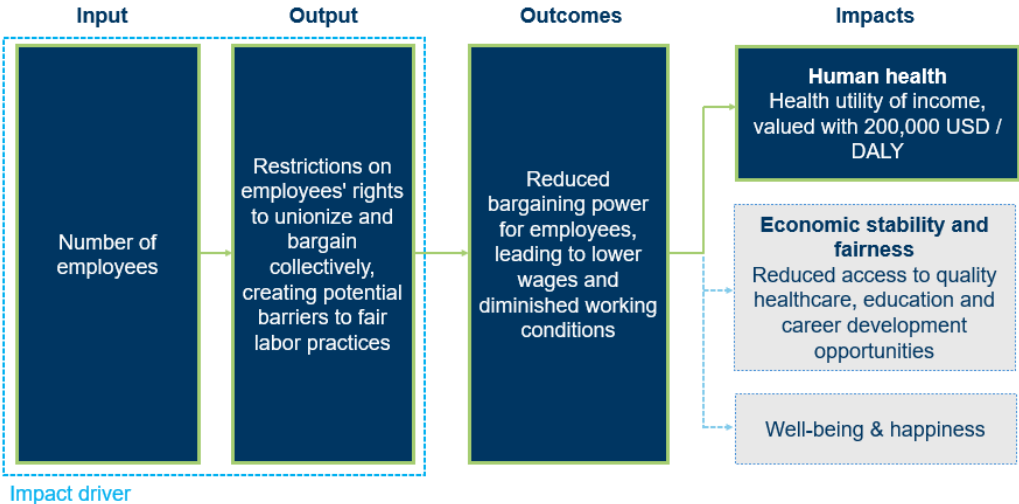 Input
Output
Outcomes
Impacts
Number of
employees
Restrictions on
employees' rights
to unionize and
bargain
collectively,
creating potential
barriers to fair
labor practices
Reduced
bargaining power
for employees,
leading to lower
wages and
diminished working
conditions
Human health
Health utility of income,
valued with 200,000 USD /
DALY
Economic stability and
fairness
Reduced access to quality
healthcare, education and
career development
opportunities
Well-being & happiness
Impact driver